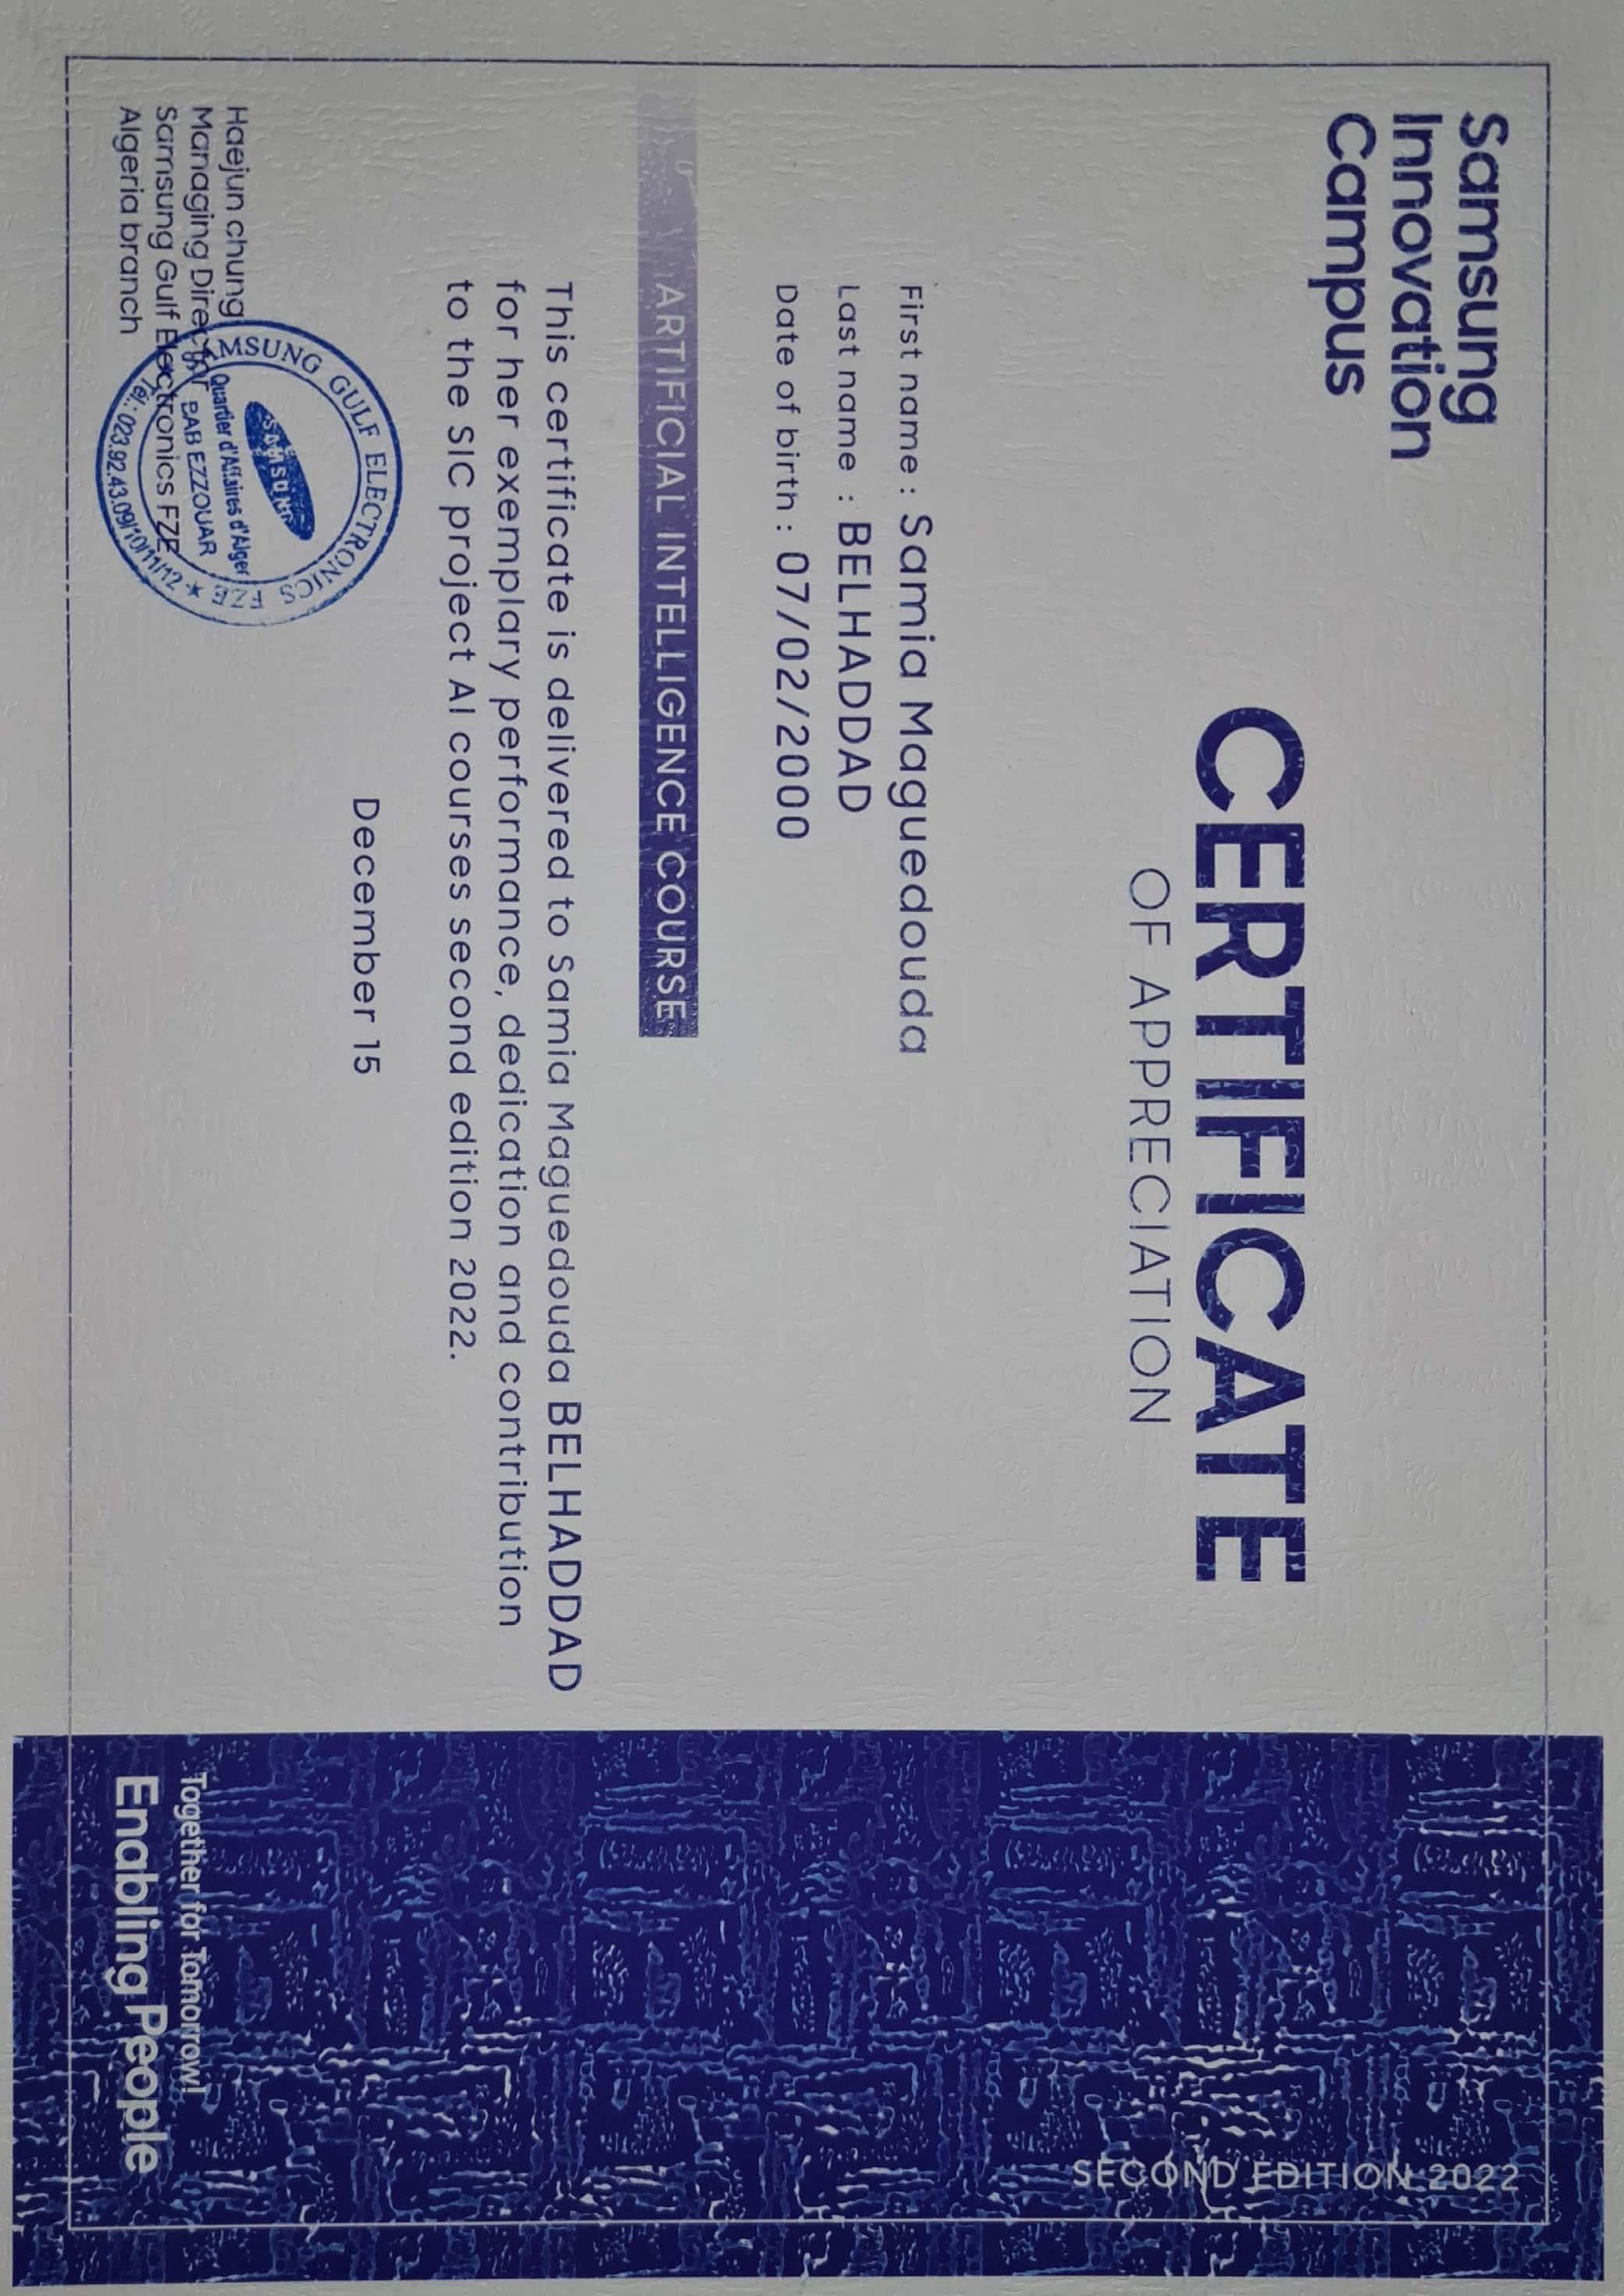 Samsung
Innovation
Campus
SECOND EDITION 2022
CERTIFICATE
OF APPRECIATION
First name : Samia Maguedouda
Last name : BELHADDAD
Date of birth : 07/02/2000
ARTIFICIAL INTELLIGENCE COURSE
This certificate is delivered to Samia Maguedouda BELHADDAD
for her exemplary performance, dedication and contribution
to the SIC project AI courses second edition 2022.
December 15
Haejun chung
Managing Director
Samsung Gulf Electronics FZE
Algeria branch
SAMSUNG GULF ELECTRONICS FZE
SAMSUNG
Quartier d'Affaires d'Alger
BAB EZZOUAR
Tél.: 023.92.43.09/10/11/12
Together for Tomorrow!
Enabling People